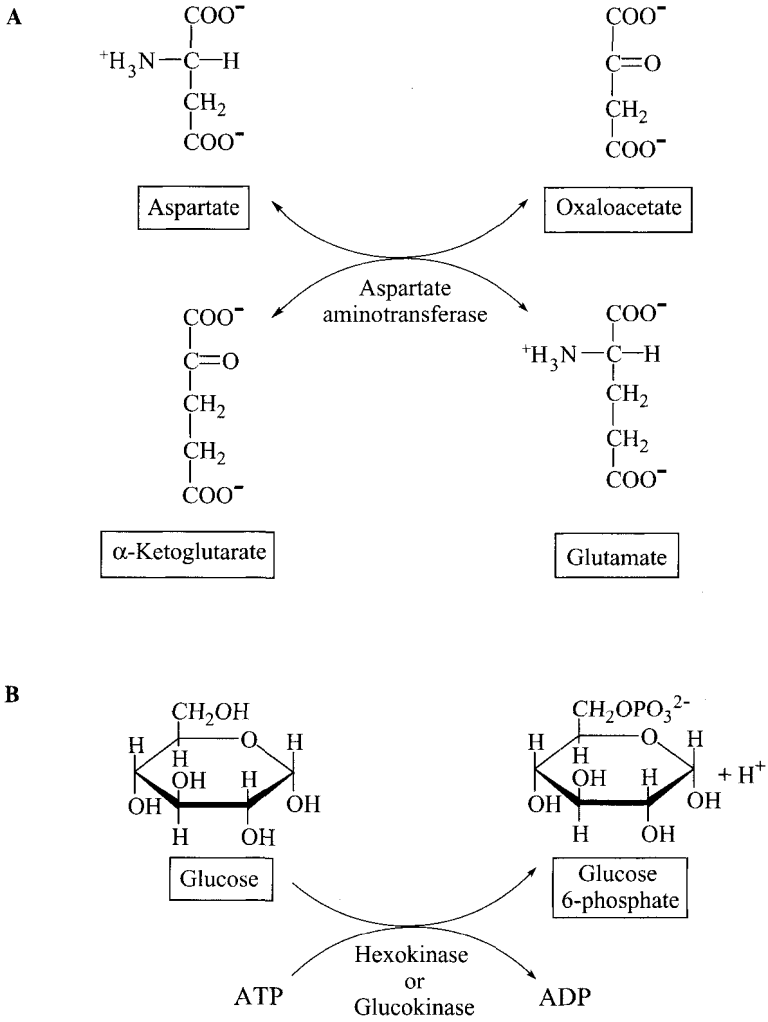 A
COO⁻
⁺H₃N—C—H
CH₂
COO⁻
Aspartate
COO⁻
C=O
CH₂
COO⁻
Oxaloacetate
Aspartate
aminotransferase
COO⁻
C=O
CH₂
CH₂
COO⁻
α-Ketoglutarate
COO⁻
⁺H₃N—C—H
CH₂
CH₂
COO⁻
Glutamate
B
CH₂OH
H O H
H
OH H
OH OH
H OH
Glucose
CH₂OPO₃²⁻
H O H
H
OH H + H⁺
OH OH
H OH
Glucose
6-phosphate
Hexokinase
or
Glucokinase
ATP
ADP